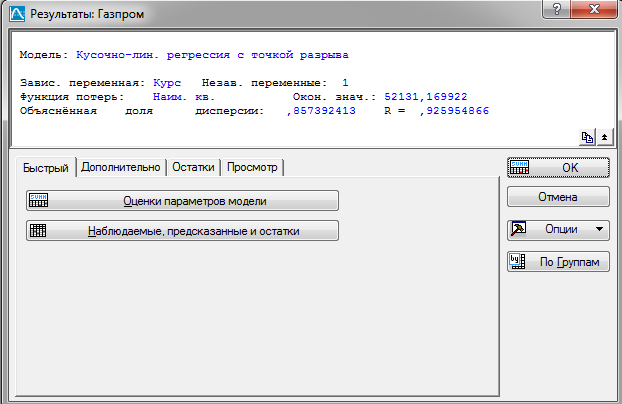 Результаты: Газпром
Модель: Кусочно-лин. регрессия с точкой разрыва
Завис. переменная: Курс Незав. переменные: 1
Функция потерь: Наим. кв. Окон. знач.: 52131,169922
Объяснённая доля дисперсии: ,857392413 R = ,925954866
Быстрый Дополнительно Остатки Просмотр
Оценки параметров модели
Наблюдаемые, предсказанные и остатки
OK
Отмена
Опции
По Группам